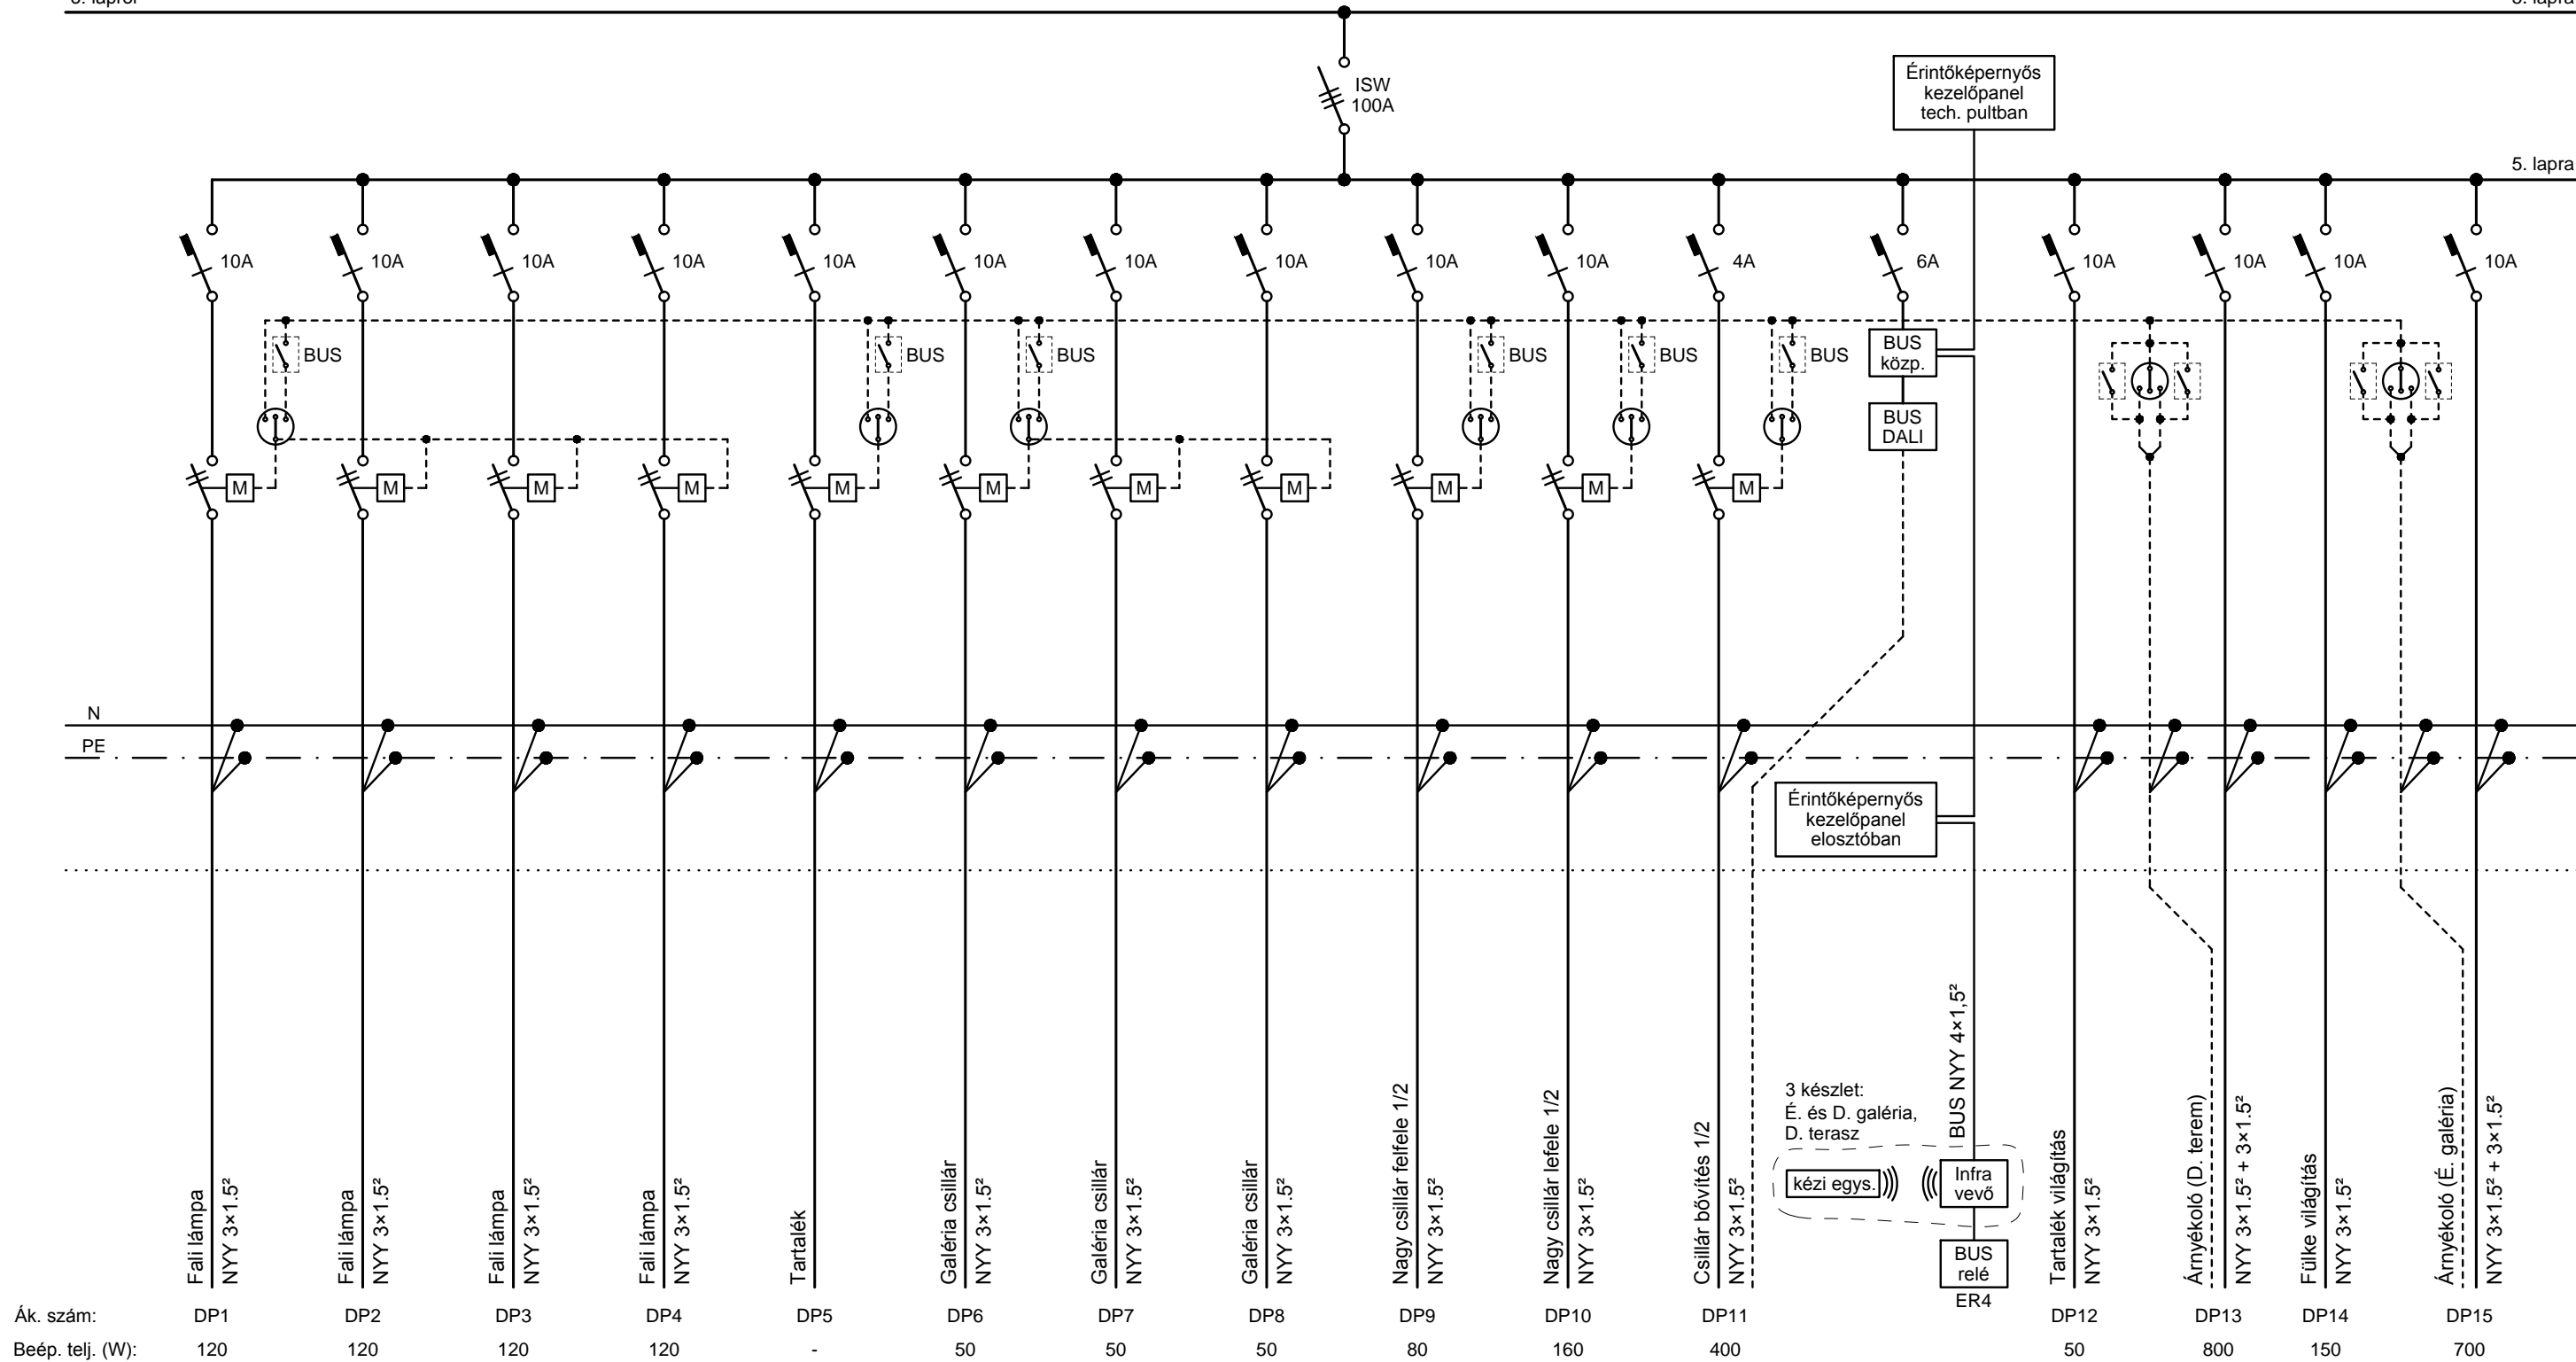 ISW
100A
Érintőképernyős
kezelőpanel
tech. pultban
5. lapra
10A
10A
10A
10A
10A
10A
10A
10A
10A
10A
4A
6A
10A
10A
10A
10A
BUS
BUS
BUS
BUS
BUS
BUS
BUS
közp.
BUS
DALI
M
M
M
M
M
M
M
M
M
M
M
N
PE
Érintőképernyős
kezelőpanel
elosztóban
BUS NYY 4×1,5²
3 készlet:
É. és D. galéria,
D. terasz
kézi egys.
Infra
vevő
BUS
relé
ER4
Fali lámpa
NYY 3×1.5²
Fali lámpa
NYY 3×1.5²
Fali lámpa
NYY 3×1.5²
Fali lámpa
NYY 3×1.5²
Tartalék
Galéria csillár
NYY 3×1.5²
Galéria csillár
NYY 3×1.5²
Galéria csillár
NYY 3×1.5²
Nagy csillár felfele 1/2
NYY 3×1.5²
Nagy csillár lefele 1/2
NYY 3×1.5²
Csillár bővítés 1/2
NYY 3×1.5²
Tartalék világítás
NYY 3×1.5²
Árnyékoló (D. terem)
NYY 3×1.5² + 3×1.5²
Fülke világítás
NYY 3×1.5²
Árnyékoló (É. galéria)
NYY 3×1.5² + 3×1.5²
Ák. szám: DP1 DP2 DP3 DP4 DP5 DP6 DP7 DP8 DP9 DP10 DP11 DP12 DP13 DP14 DP15
Beép. telj. (W): 120 120 120 120 - 50 50 50 80 160 400 50 800 150 700